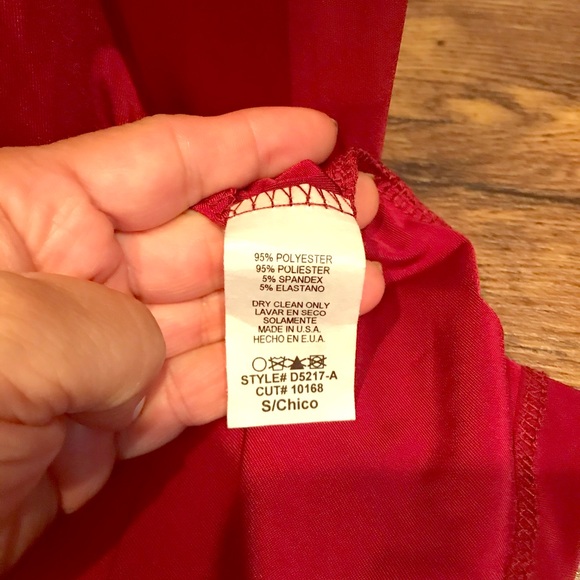 95% POLYESTER
95% POLIESTER
5% SPANDEX
5% ELASTANO
DRY CLEAN ONLY
LAVAR EN SECO
SOLAMENTE
MADE IN U.S.A.
HECHO EN E.U.A.
STYLE# D5217-A
CUT# 10168
S/Chico